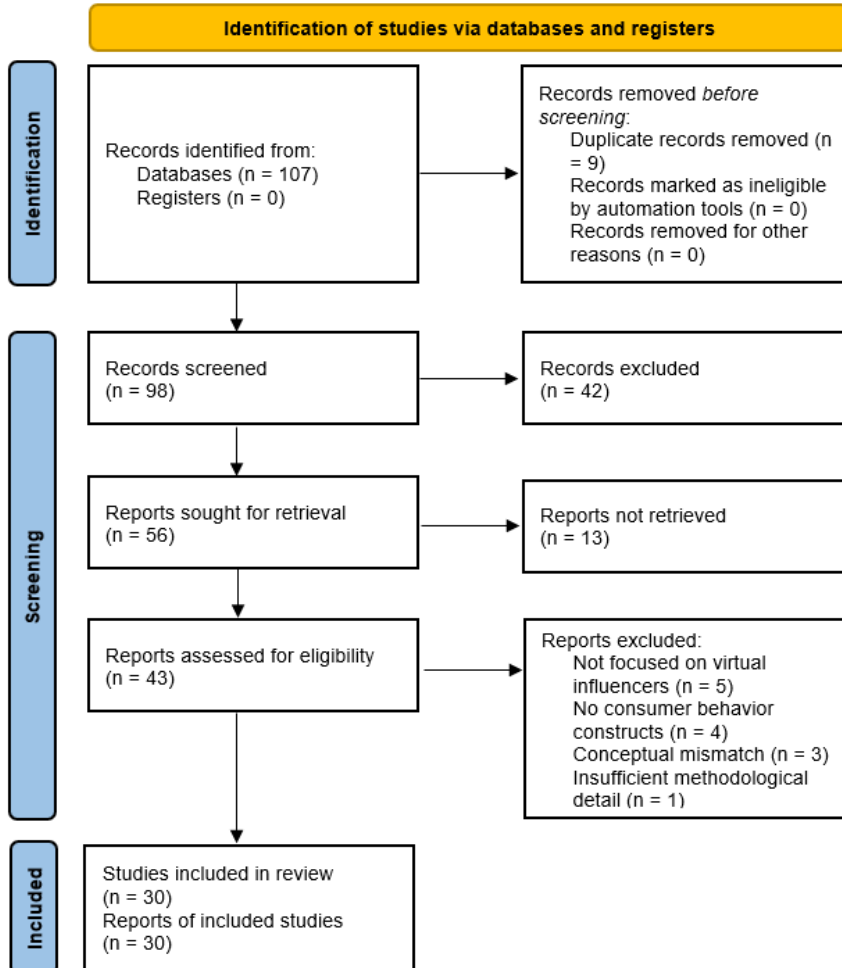 Identification of studies via databases and registers
Identification
Records identified from:
Databases (n = 107)
Registers (n = 0)
Records removed before
screening:
Duplicate records removed (n
= 9)
Records marked as ineligible
by automation tools (n = 0)
Records removed for other
reasons (n = 0)
Screening
Records screened
(n = 98)
Records excluded
(n = 42)
Reports sought for retrieval
(n = 56)
Reports not retrieved
(n = 13)
Reports assessed for eligibility
(n = 43)
Reports excluded:
Not focused on virtual
influencers (n = 5)
No consumer behavior
constructs (n = 4)
Conceptual mismatch (n = 3)
Insufficient methodological
detail (n = 1)
Included
Studies included in review
(n = 30)
Reports of included studies
(n = 30)